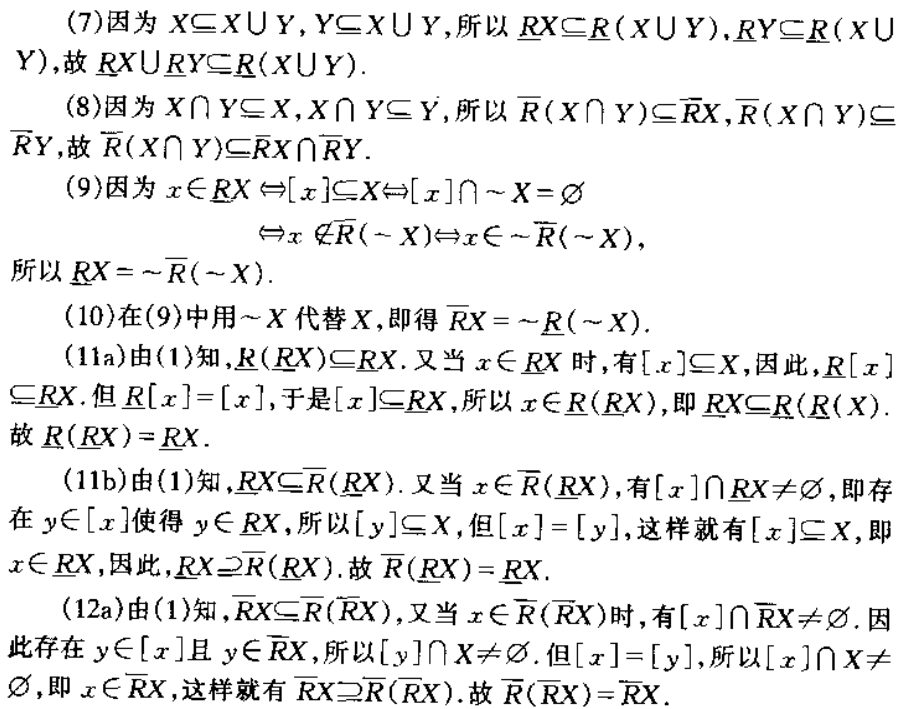 (7)因为 X⊆X∪Y,Y⊆X∪Y,所以 R̲X⊆R̲(X∪Y),R̲Y⊆R̲(X∪
Y),故 R̲X∪R̲Y⊆R̲(X∪Y).
(8)因为 X∩Y⊆X,X∩Y⊆Y,所以 R̅(X∩Y)⊆R̅X,R̅(X∩Y)⊆
R̅Y,故 R̅(X∩Y)⊆R̅X∩R̅Y.
(9)因为 x∈R̲X⇔[x]⊆X⇔[x]∩~X=∅
⇔x∉R̅(~X)⇔x∈~R̅(~X),
所以 R̲X=~R̅(~X).
(10)在(9)中用~X 代替 X,即得 R̅X=~R̲(~X).
(11a)由(1)知,R̲(R̲X)⊆R̲X.又当 x∈R̲X 时,有[x]⊆X,因此,R̲[x]
⊆R̲X.但 R̲[x]=[x],于是[x]⊆R̲X,所以 x∈R̲(R̲X),即 R̲X⊆R̲(R̲(X).
故 R̲(R̲X)=R̲X.
(11b)由(1)知,R̲X⊆R̅(R̲X).又当 x∈R̅(R̲X),有[x]∩R̲X≠∅,即存
在 y∈[x]使得 y∈R̲X,所以[y]⊆X,但[x]=[y],这样就有[x]⊆X,即
x∈R̲X,因此,R̲X⊇R̅(R̲X).故 R̅(R̲X)=R̲X.
(12a)由(1)知,R̅X⊆R̅(R̅X),又当 x∈R̅(R̅X)时,有[x]∩R̅X≠∅.因
此存在 y∈[x]且 y∈R̅X,所以[y]∩X≠∅.但[x]=[y],所以[x]∩X≠
∅,即 x∈R̅X,这样就有 R̅X⊇R̅(R̅X).故 R̅(R̅X)=R̅X.